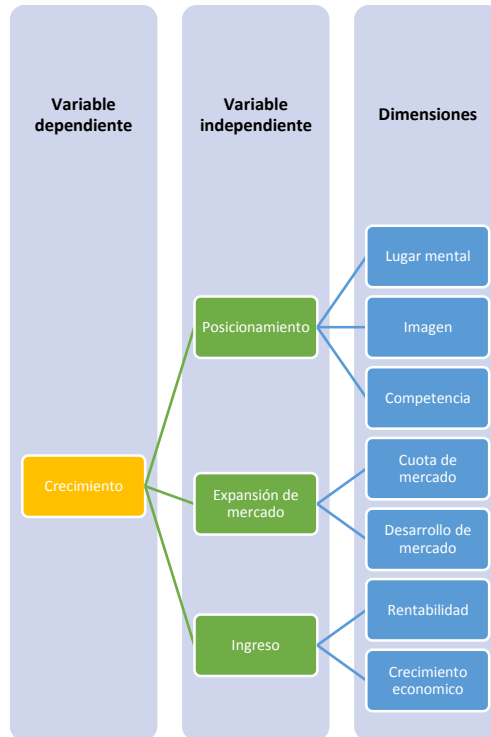 Variable
dependiente
Variable
independiente
Dimensiones
Lugar mental
Posicionamiento
Imagen
Competencia
Crecimiento
Expansión de
mercado
Cuota de
mercado
Desarrollo de
mercado
Ingreso
Rentabilidad
Crecimiento
economico